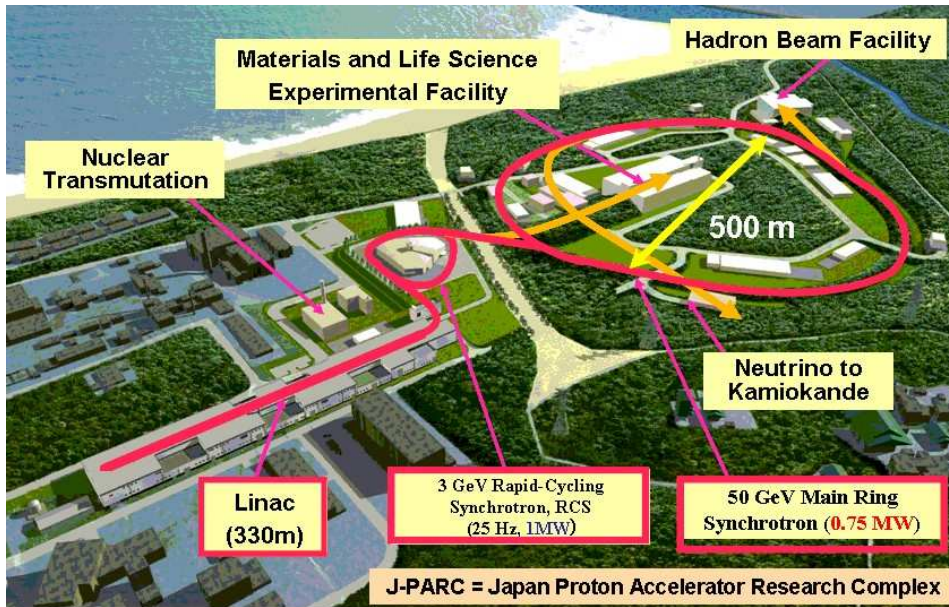 Hadron Beam Facility
Materials and Life Science
Experimental Facility
Nuclear
Transmutation
500 m
Neutrino to
Kamiokande
Linac
(330m)
3 GeV Rapid-Cycling
Synchrotron, RCS
(25 Hz, 1MW)
50 GeV Main Ring
Synchrotron (0.75 MW)
J-PARC = Japan Proton Accelerator Research Complex